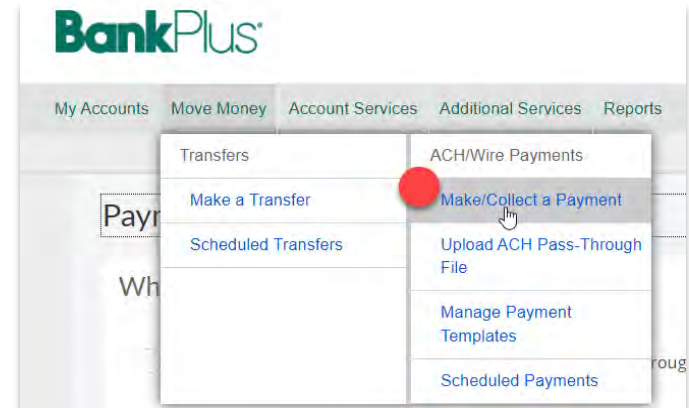 BankPlus
My Accounts Move Money Account Services Additional Services Reports
Transfers
Make a Transfer
Scheduled Transfers
ACH/Wire Payments
Make/Collect a Payment
Upload ACH Pass-Through
File
Manage Payment
Templates
Scheduled Payments